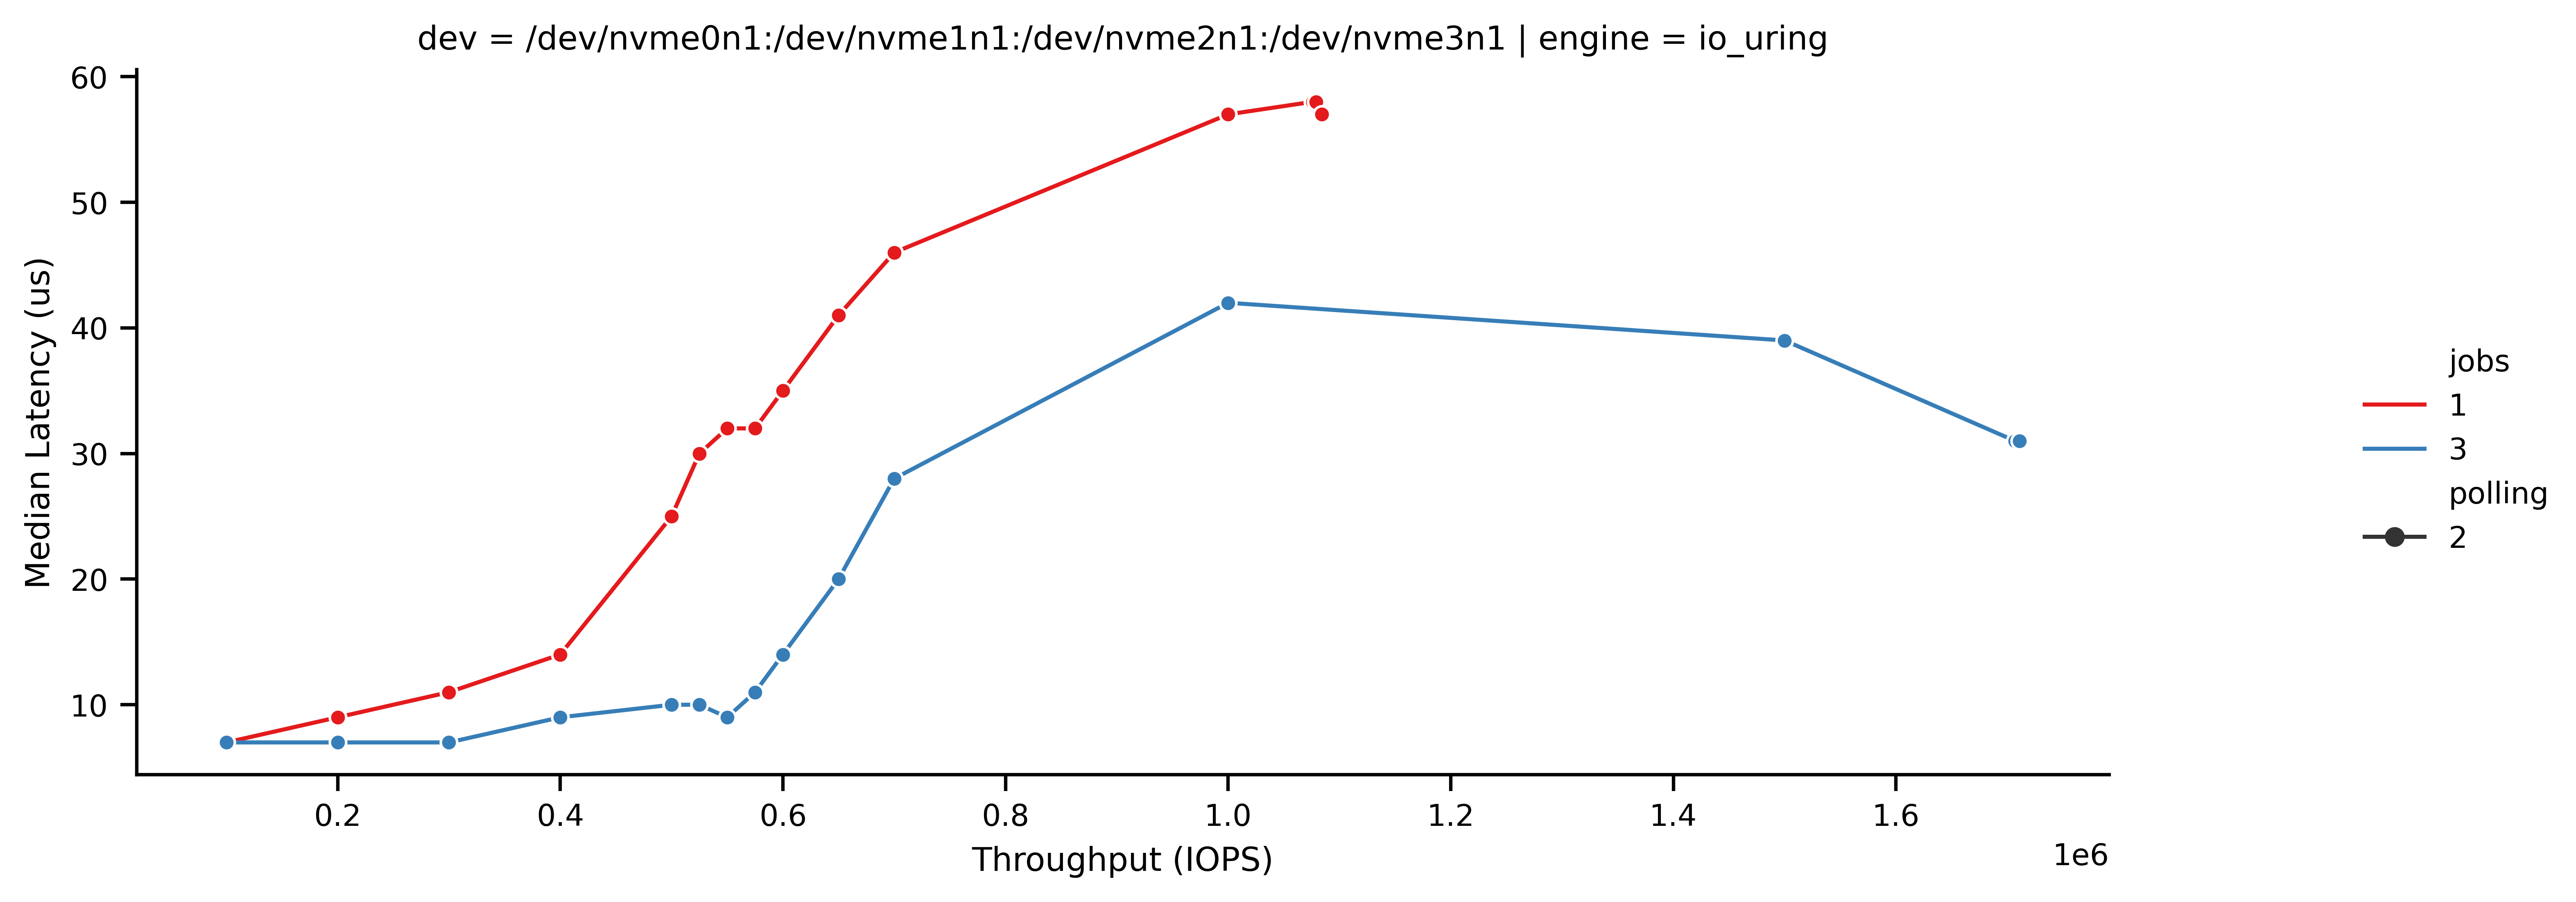 dev = /dev/nvme0n1:/dev/nvme1n1:/dev/nvme2n1:/dev/nvme3n1 | engine = io_uring
60
50
40
30
20
10
Median Latency (us)
0.2 0.4 0.6 0.8 1.0 1.2 1.4 1.6
1e6
Throughput (IOPS)
jobs
1
3
polling
2